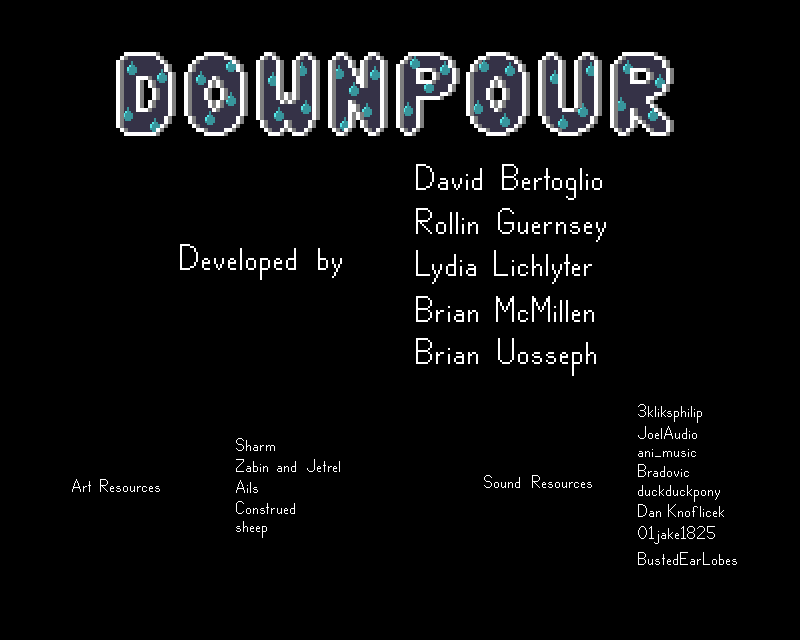 DOWNPOUR
Developed by
David Bertoglio
Rollin Guernsey
Lydia Lichlyter
Brian McMillen
Brian Uosseph
Art Resources
Sharm
Zabin and Jetrel
Ails
Construed
sheep
Sound Resources
3kliksphilip
JoelAudio
ani_music
Bradovic
duckduckpony
Dan Knoflicek
01jake1825
BustedEarLobes